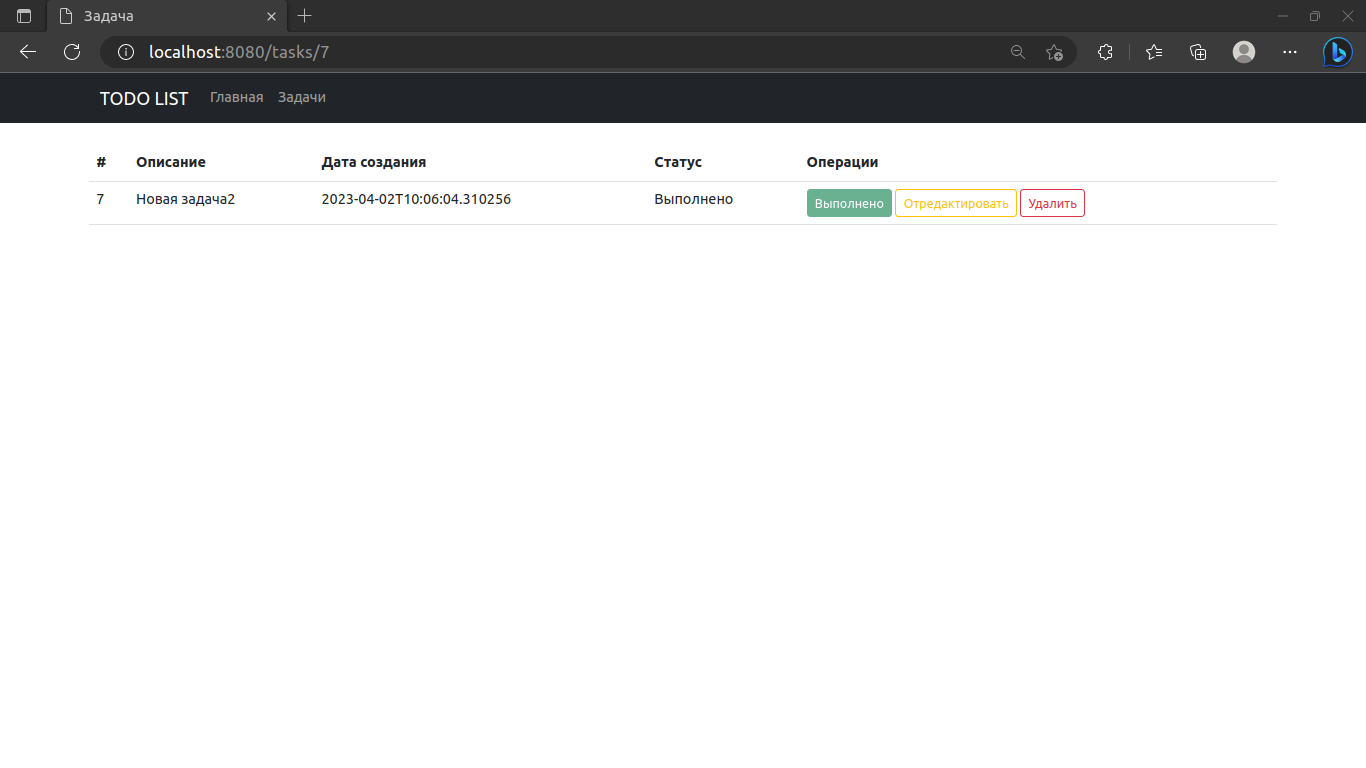 Задача
localhost:8080/tasks/7
TODO LIST Главная Задачи
# Описание Дата создания Статус Операции
7 Новая задача2 2023-04-02T10:06:04.310256 Выполнено Выполнено Отредактировать Удалить